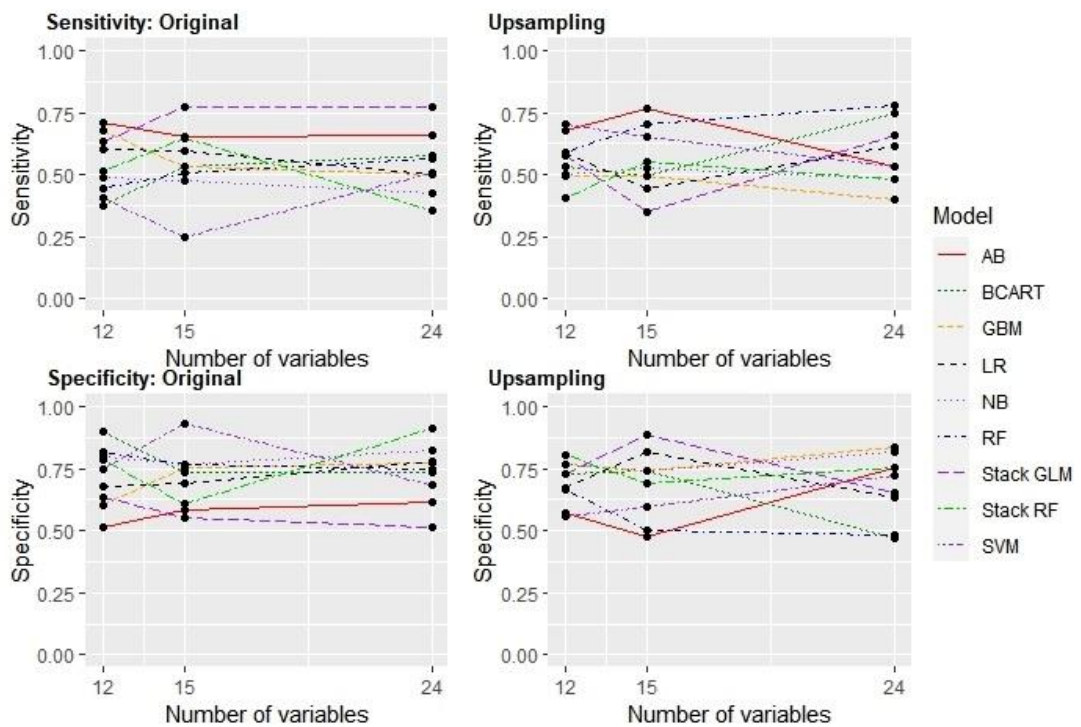 Sensitivity: Original
Upsampling
1.00
0.75
0.50
0.25
0.00
Sensitivity
12 15 24
Number of variables
1.00
0.75
0.50
0.25
0.00
Sensitivity
12 15 24
Number of variables
Specificity: Original
Upsampling
1.00
0.75
0.50
0.25
0.00
Specificity
12 15 24
Number of variables
1.00
0.75
0.50
0.25
0.00
Specificity
12 15 24
Number of variables
Model
AB
BCART
GBM
LR
NB
RF
Stack GLM
Stack RF
SVM